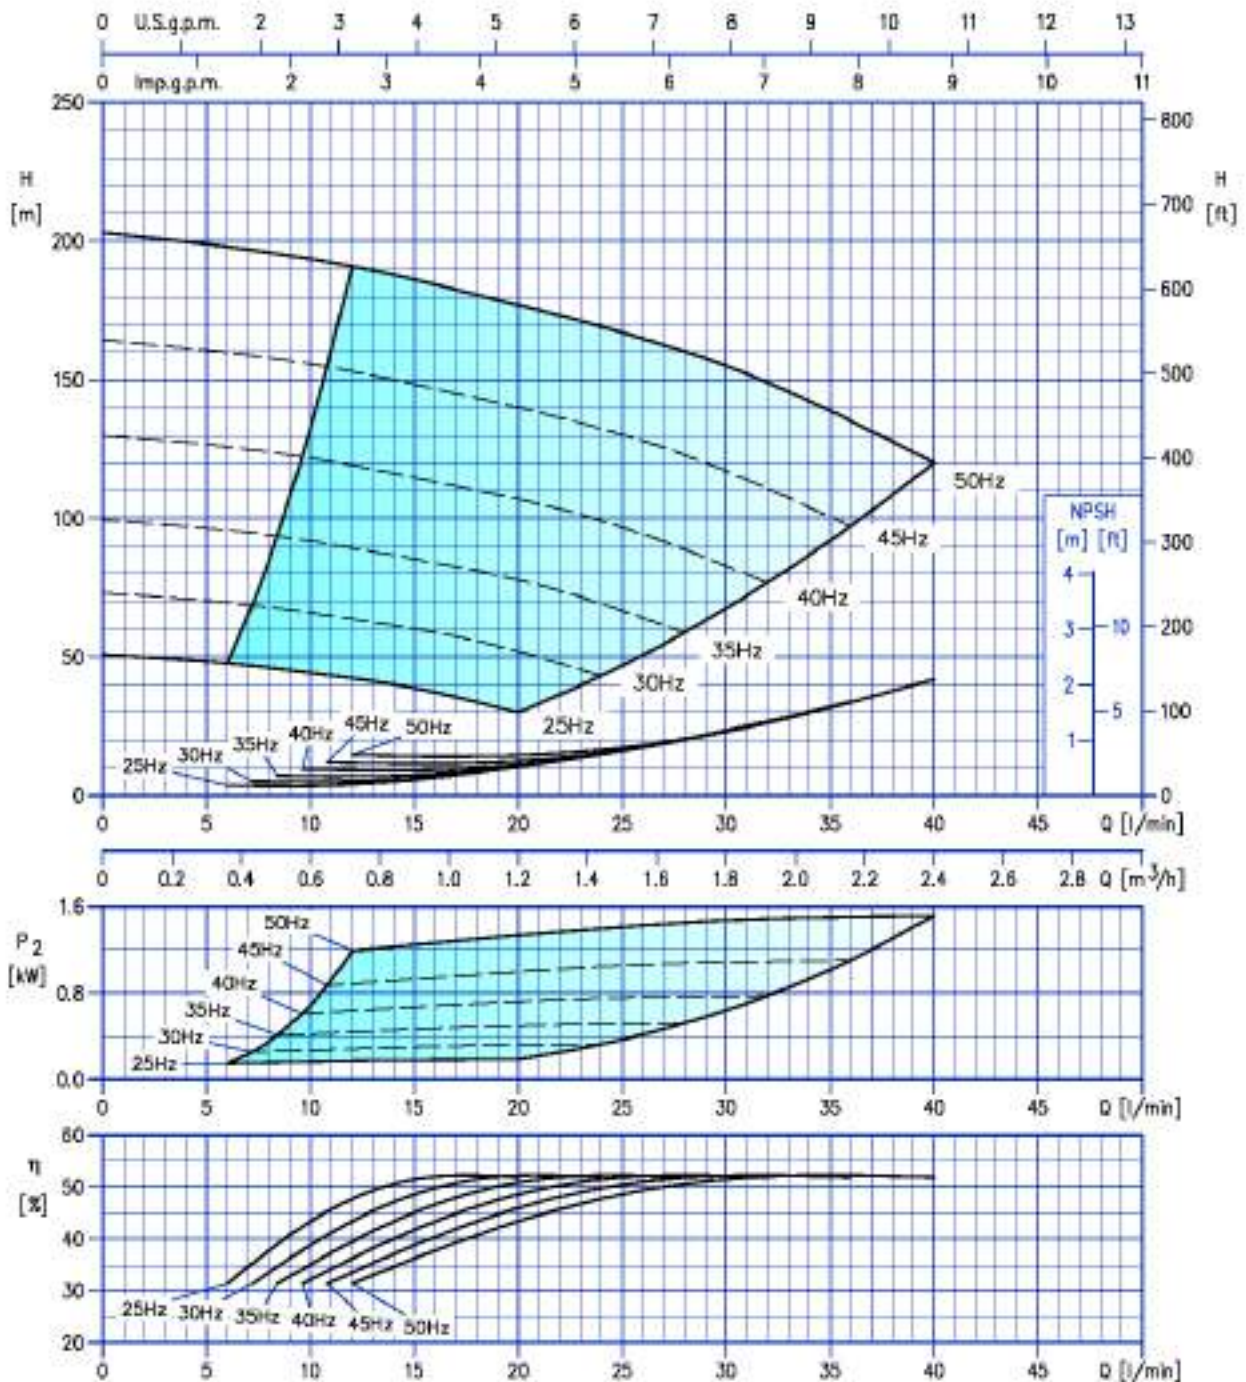 0 U.S.g.p.m. 2 3 4 5 6 7 8 9 10 11 12 13
0 Imp.g.p.m. 2 3 4 5 6 7 8 9 10 11
250 800
H [m] H [ft]
700
200
600
150 500
400
50Hz
100
45Hz
NPSH
[m] [ft]
300
4
40Hz
3 10 200
35Hz
50
30Hz
2
25Hz
5 100
45Hz 50Hz
40Hz
35Hz
30Hz
25Hz
1
0 0
0 5 10 15 20 25 30 35 40 45 Q [l/min]
0 0.2 0.4 0.6 0.8 1.0 1.2 1.4 1.6 1.8 2.0 2.2 2.4 2.6 2.8 Q [m³/h]
1.6
P2
[kW]
50Hz
45Hz
40Hz
0.8
35Hz
30Hz
25Hz
0.0
0 5 10 15 20 25 30 35 40 45 Q [l/min]
60
η
[%]
50
40
30
25Hz 30Hz 35Hz 40Hz 45Hz 50Hz
20
0 5 10 15 20 25 30 35 40 45 Q [l/min]